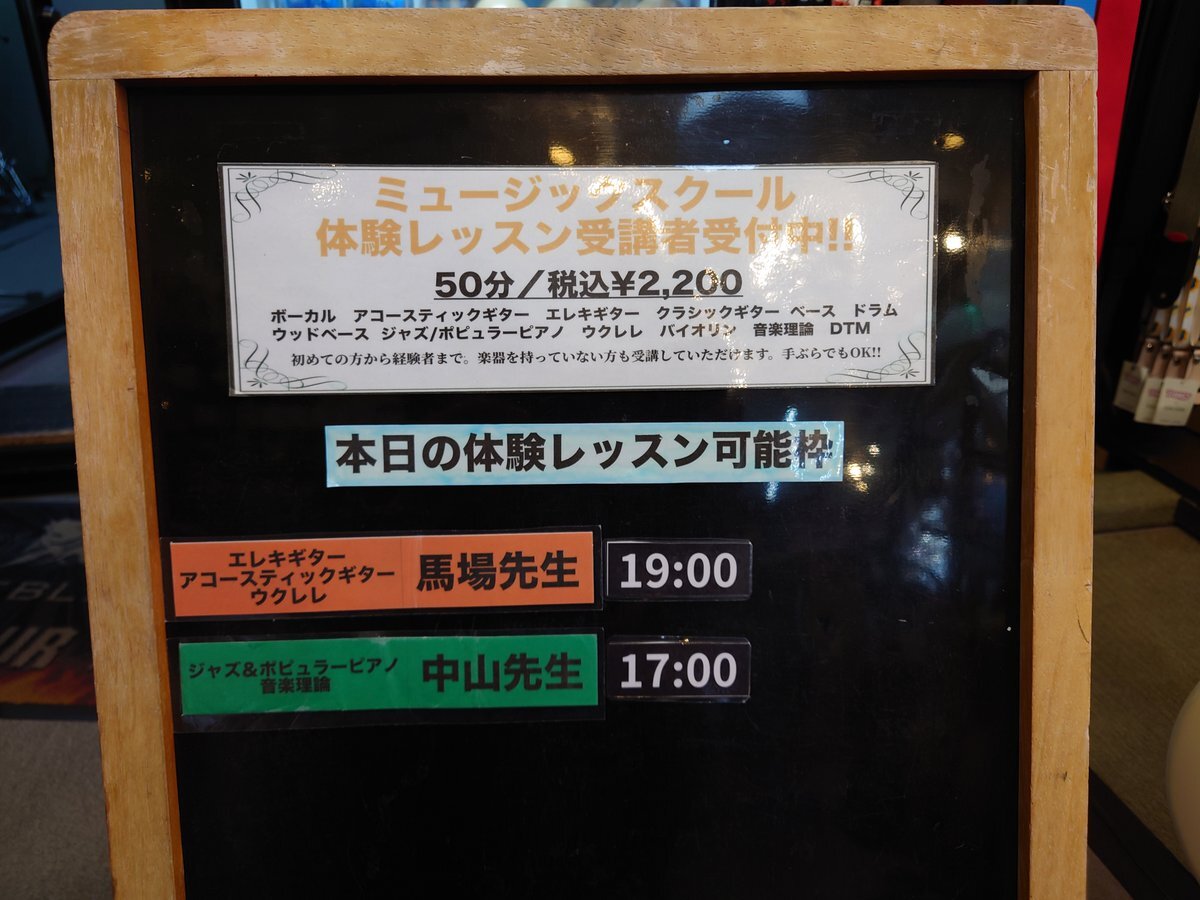 ミュージックスクール
体験レッスン受講者受付中!!
50分／税込¥2,200
ボーカル　アコースティックギター　エレキギター　クラシックギター　ベース　ドラム
ウッドベース　ジャズ/ポピュラーピアノ　ウクレレ　バイオリン　音楽理論　DTM
初めての方から経験者まで。楽器を持っていない方も受講していただけます。手ぶらでもOK!!
本日の体験レッスン可能枠
エレキギター
アコースティックギター
ウクレレ
馬場先生
19:00
ジャズ＆ポピュラーピアノ
音楽理論
中山先生
17:00